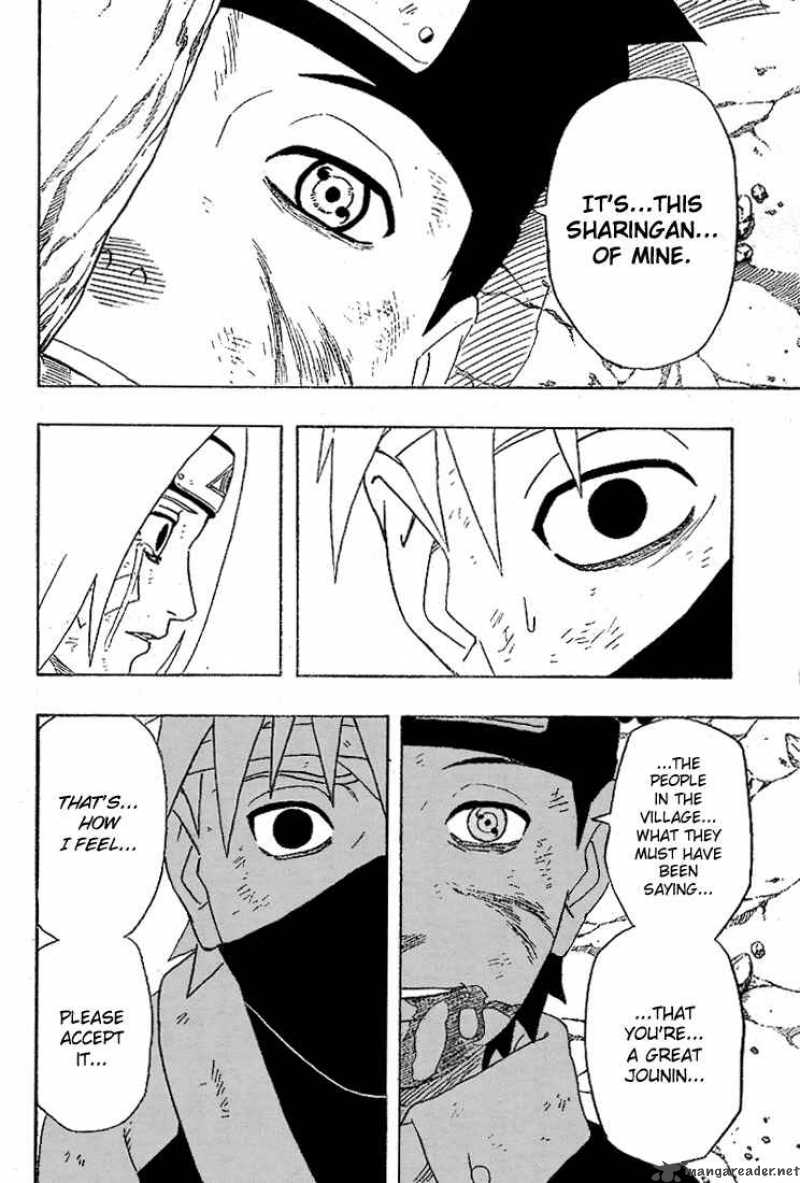 IT'S...THIS
SHARINGAN...
OF MINE.
...THE
PEOPLE
IN THE
VILLAGE...
WHAT THEY
MUST HAVE
BEEN
SAYING...
...THAT
YOU'RE...
A GREAT
JOUNIN...
THAT'S...
HOW
I FEEL...
PLEASE
ACCEPT
IT...
mangareader.net